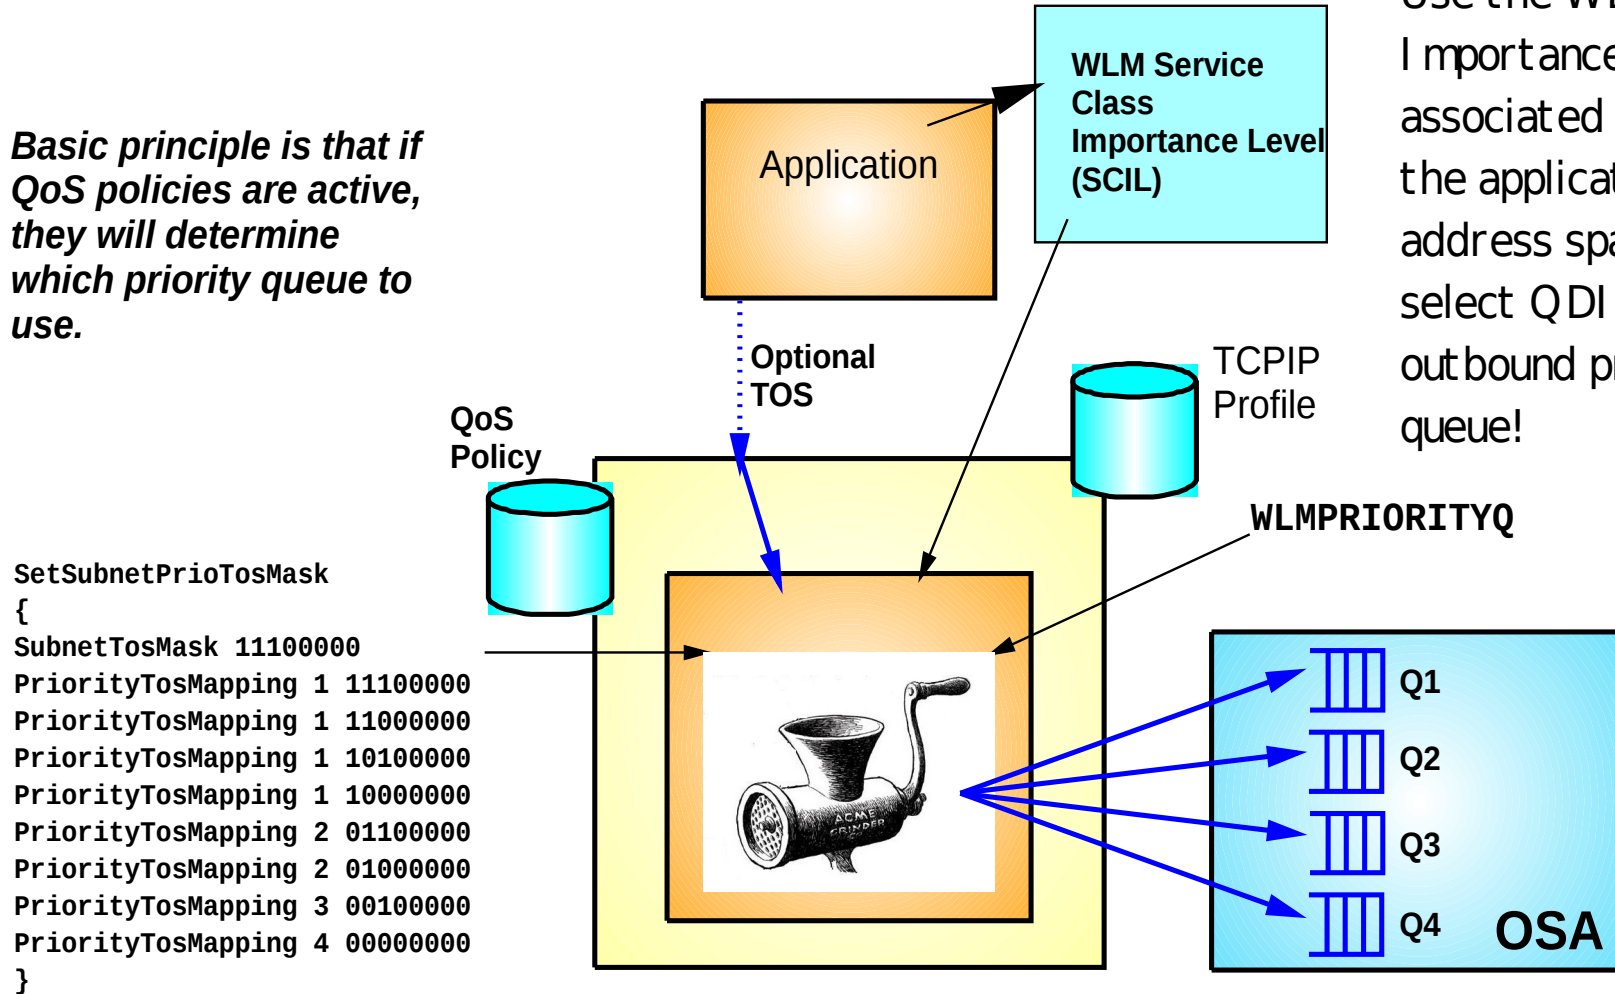 Basic principle is that if
QoS policies are active,
they will determine
which priority queue to
use.
Application
WLM Service
Class
Importance Level
(SCIL)
Use the
Importance
associated
the
address
select QDI
outbound
queue!
Optional
TOS
TCPIP
Profile
QoS
Policy
WLMPRIORITYQ
SetSubnetPrioTosMask
{
SubnetTosMask 11100000
PriorityTosMapping 1 11100000
PriorityTosMapping 1 11000000
PriorityTosMapping 1 10100000
PriorityTosMapping 1 10000000
PriorityTosMapping 2 01100000
PriorityTosMapping 2 01000000
PriorityTosMapping 3 00100000
PriorityTosMapping 4 00000000
}
ACME
GRINDER
Q1
Q2
Q3
Q4
OSA